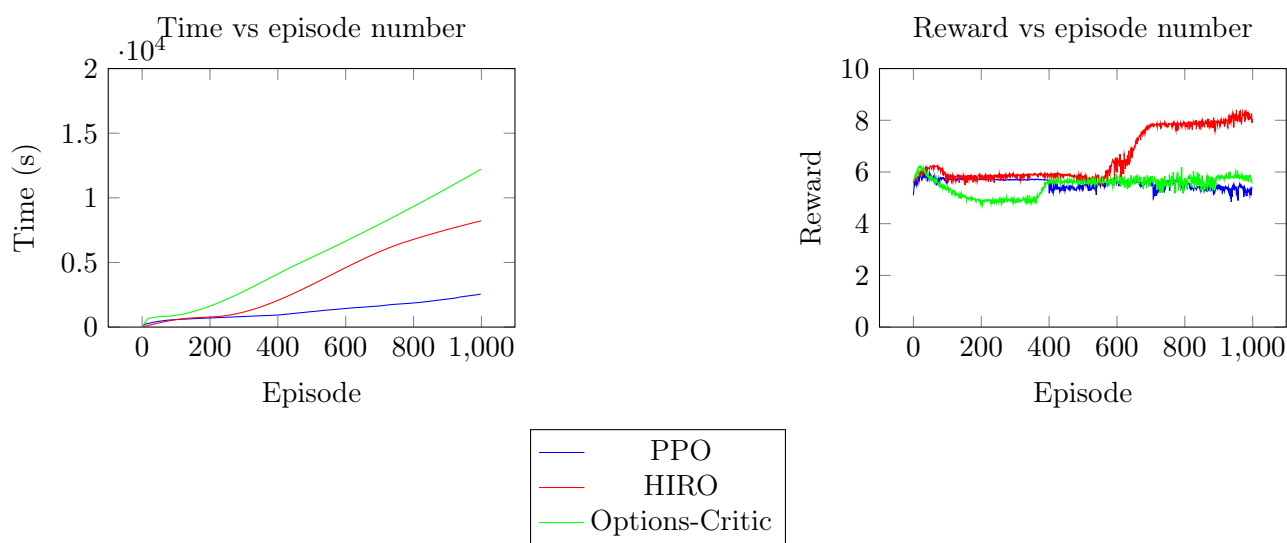 Time vs episode number
·10^4
2
1.5
1
0.5
0
0 200 400 600 800 1,000
Time (s)
Episode
Reward vs episode number
10
8
6
4
2
0
0 200 400 600 800 1,000
Reward
Episode
PPO
HIRO
Options-Critic